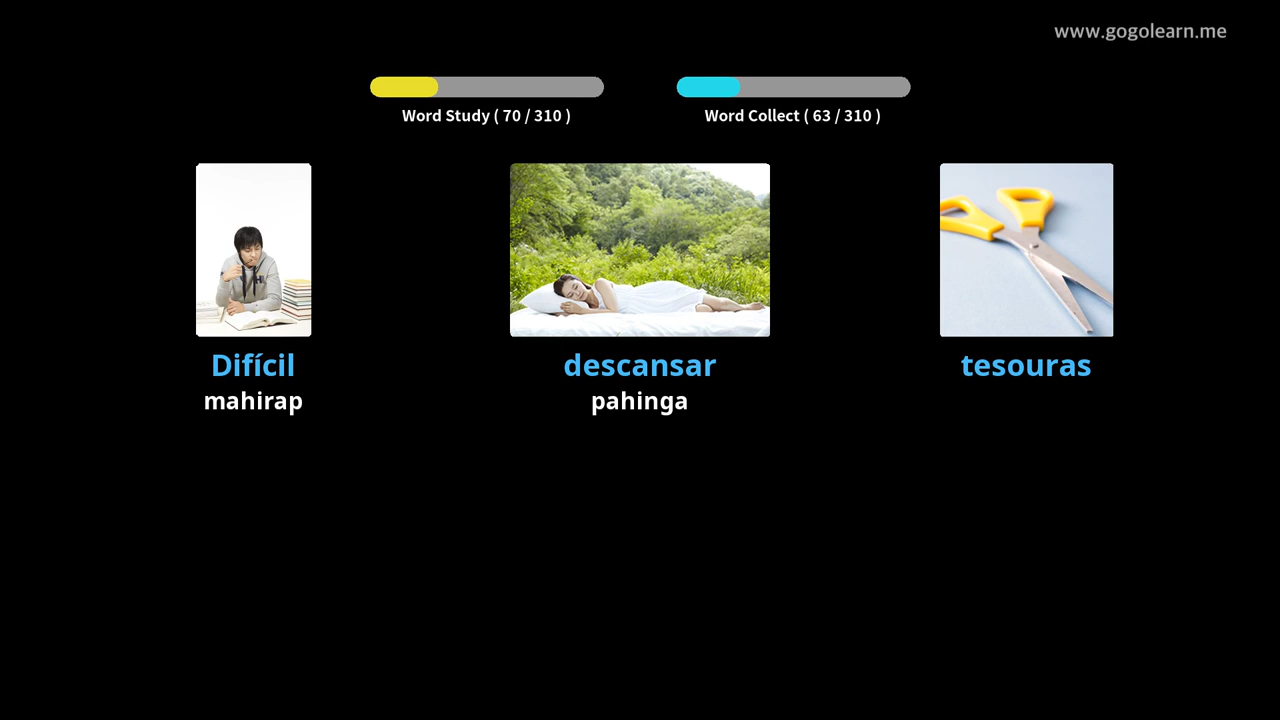 www.gogolearn.me
Word Study ( 70 / 310 )
Word Collect ( 63 / 310 )
Difícil
mahirap
descansar
pahinga
tesouras